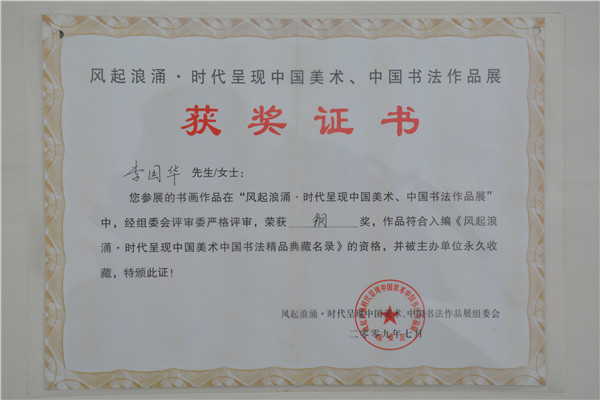 风起浪涌·时代呈现中国美术、中国书法作品展
获奖证书
李国华 先生/女士：
您参展的书画作品在“风起浪涌·时代呈现中国美术、中国书法作品展”
中，经组委会评审委严格评审，荣获 铜 奖，作品符合入编《风起
浪涌·时代呈现中国美术中国书法精品典藏名录》的资格，并被主办单位永久收
藏，特颁此证！
风起浪涌·时代呈现中国美术、中国书法作品展组委会
二零零九年七月